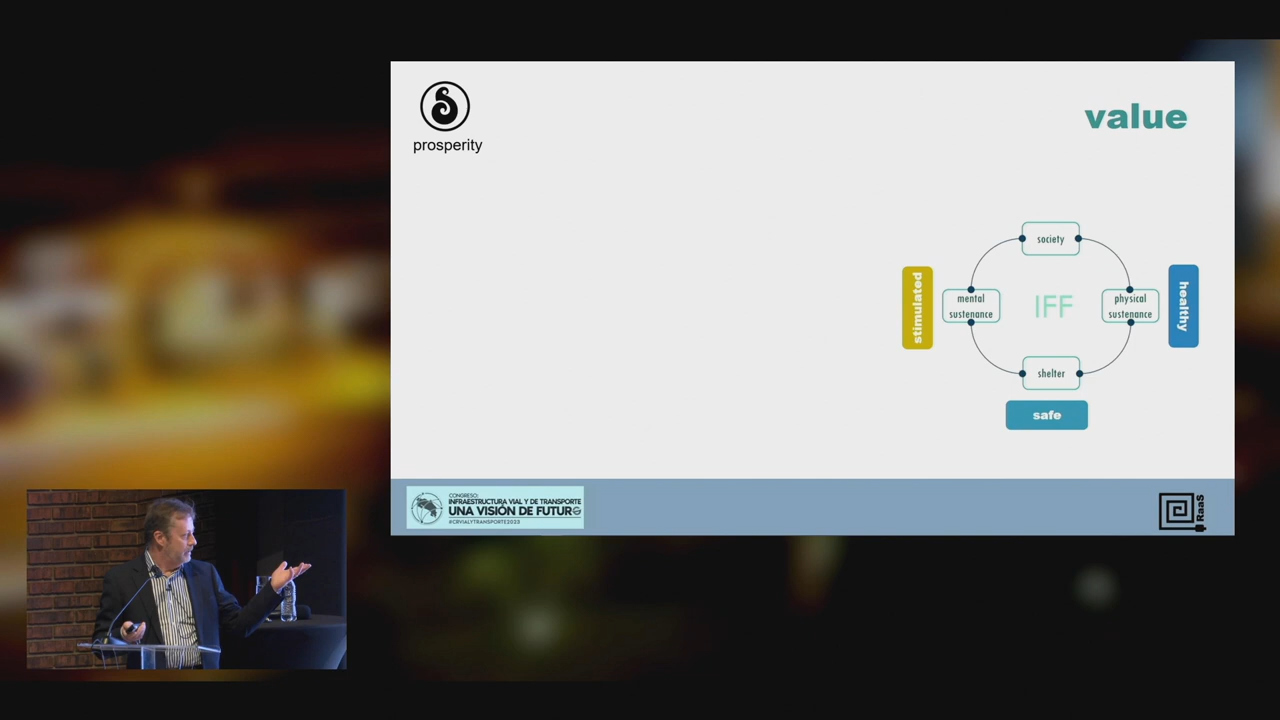 prosperity
value
society
stimulated
mental
sustenance
IFF
physical
sustenance
healthy
shelter
safe
CONGRESO:
INFRAESTRUCTURA VIAL Y DE TRANSPORTE
UNA VISIÓN DE FUTURO
#CRVIALYTRANSPORTE2023
RaaS